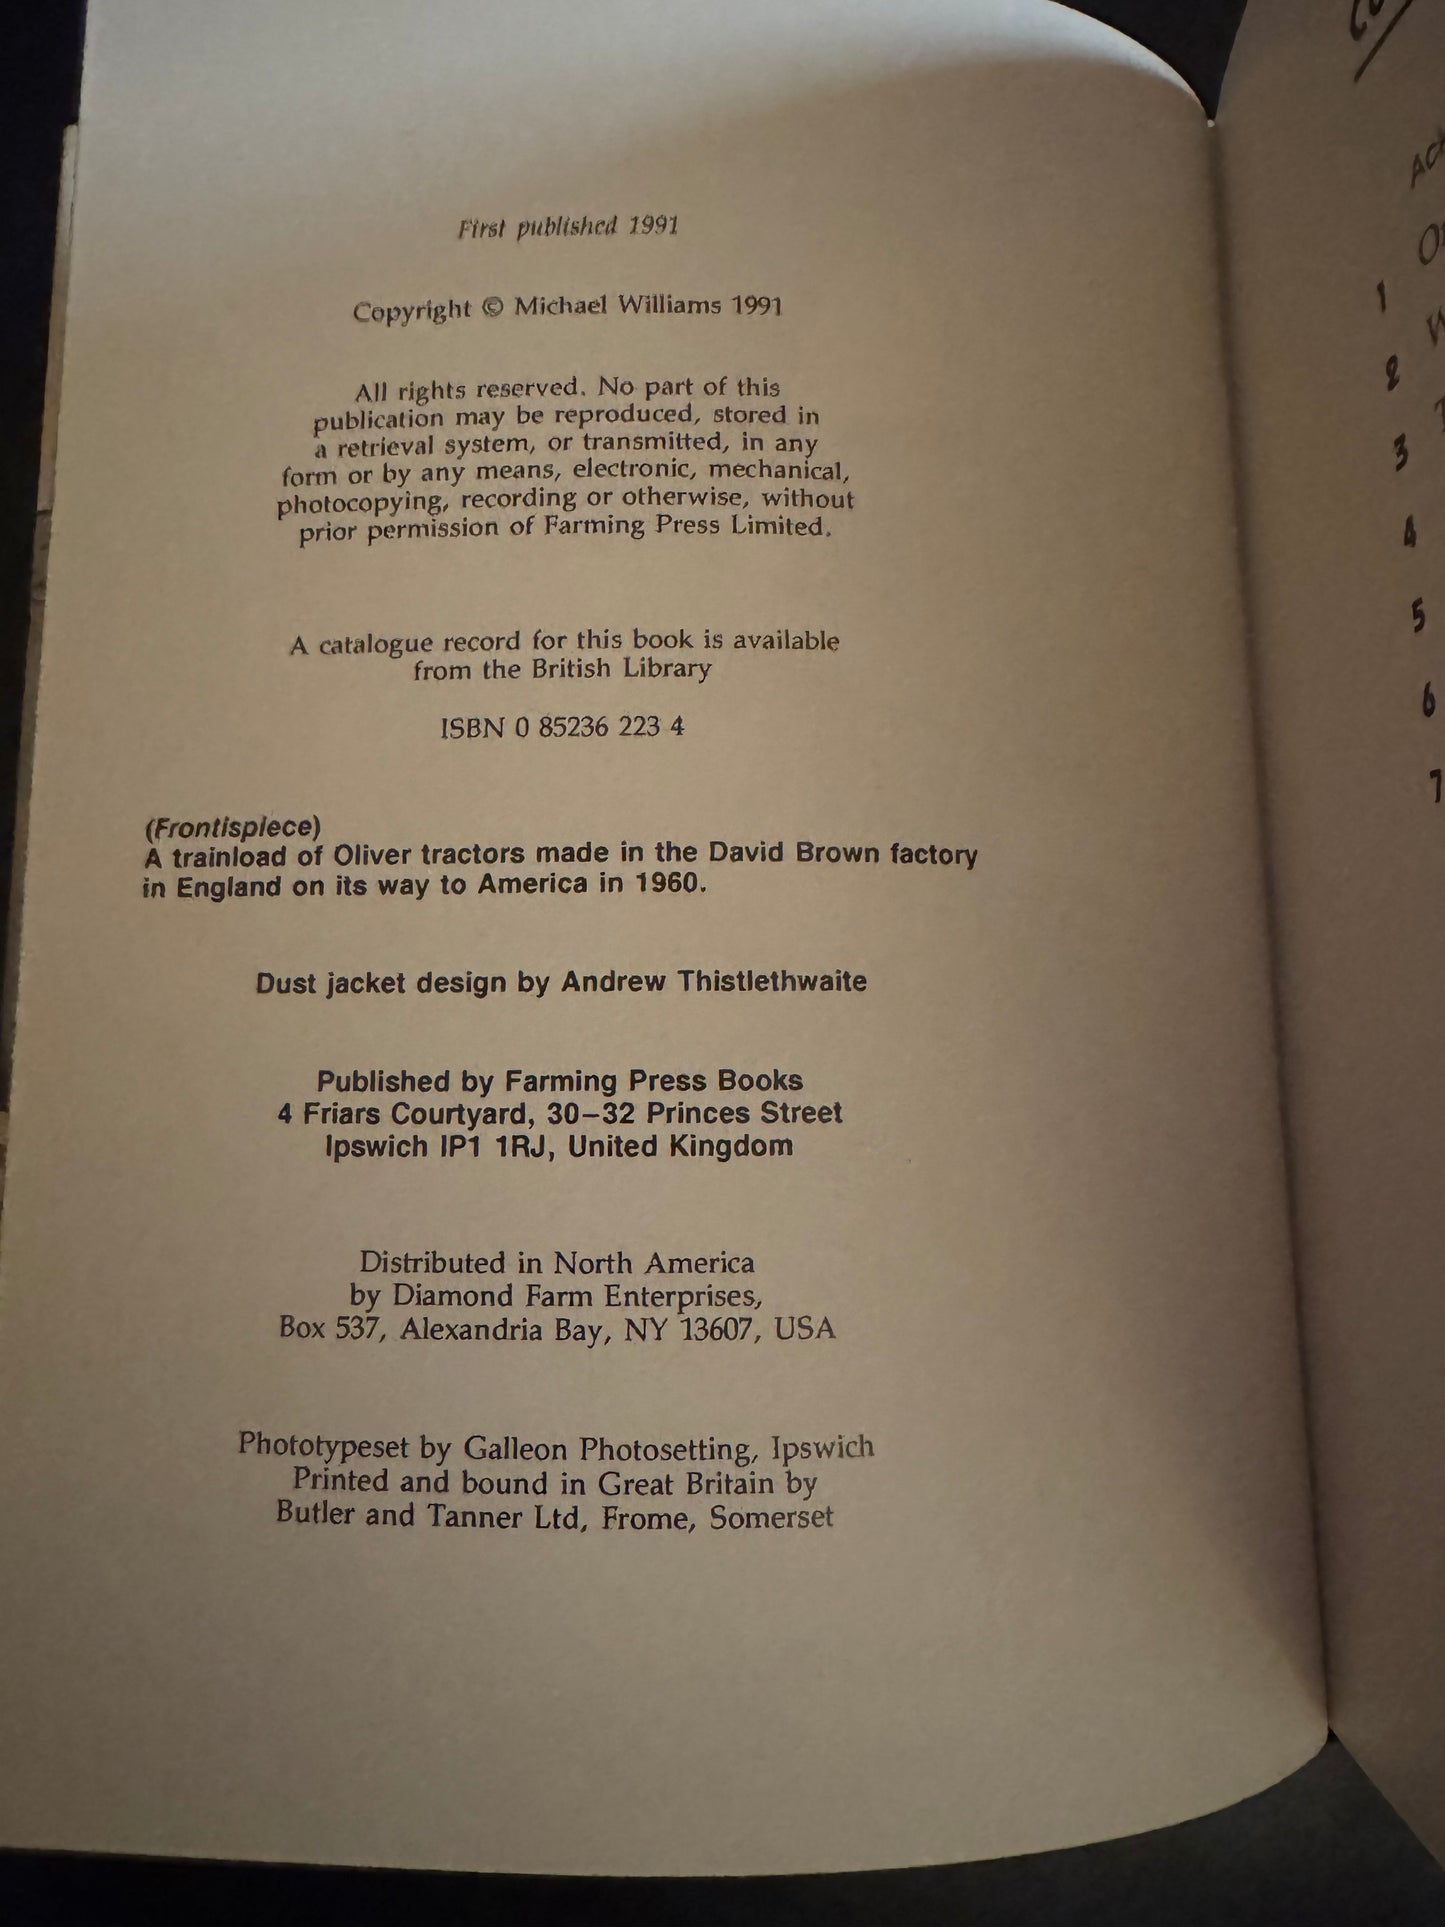 First published 1991
Copyright © Michael Williams 1991
All rights reserved. No part of this
publication may be reproduced, stored in
a retrieval system, or transmitted, in any
form or by any means, electronic, mechanical,
photocopying, recording or otherwise, without
prior permission of Farming Press Limited.
A catalogue record for this book is available
from the British Library
ISBN 0 85236 223 4
(Frontispiece)
A trainload of Oliver tractors made in the David Brown factory
in England on its way to America in 1960.
Dust jacket design by Andrew Thistlethwaite
Published by Farming Press Books
4 Friars Courtyard, 30–32 Princes Street
Ipswich IP1 1RJ, United Kingdom
Distributed in North America
by Diamond Farm Enterprises,
Box 537, Alexandria Bay, NY 13607, USA
Phototypeset by Galleon Photosetting, Ipswich
Printed and bound in Great Britain by
Butler and Tanner Ltd, Frome, Somerset
1
2
3
4
5
6
7